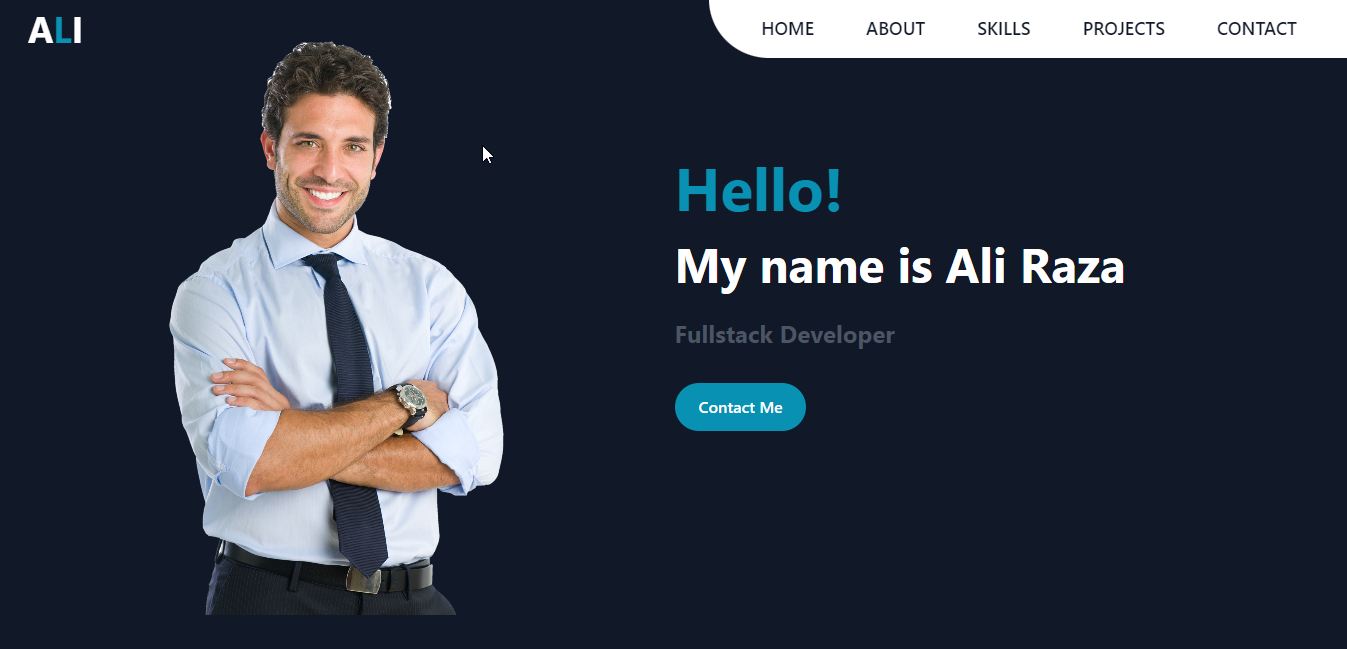 ALI
HOME ABOUT SKILLS PROJECTS CONTACT
Hello!
My name is Ali Raza
Fullstack Developer
Contact Me